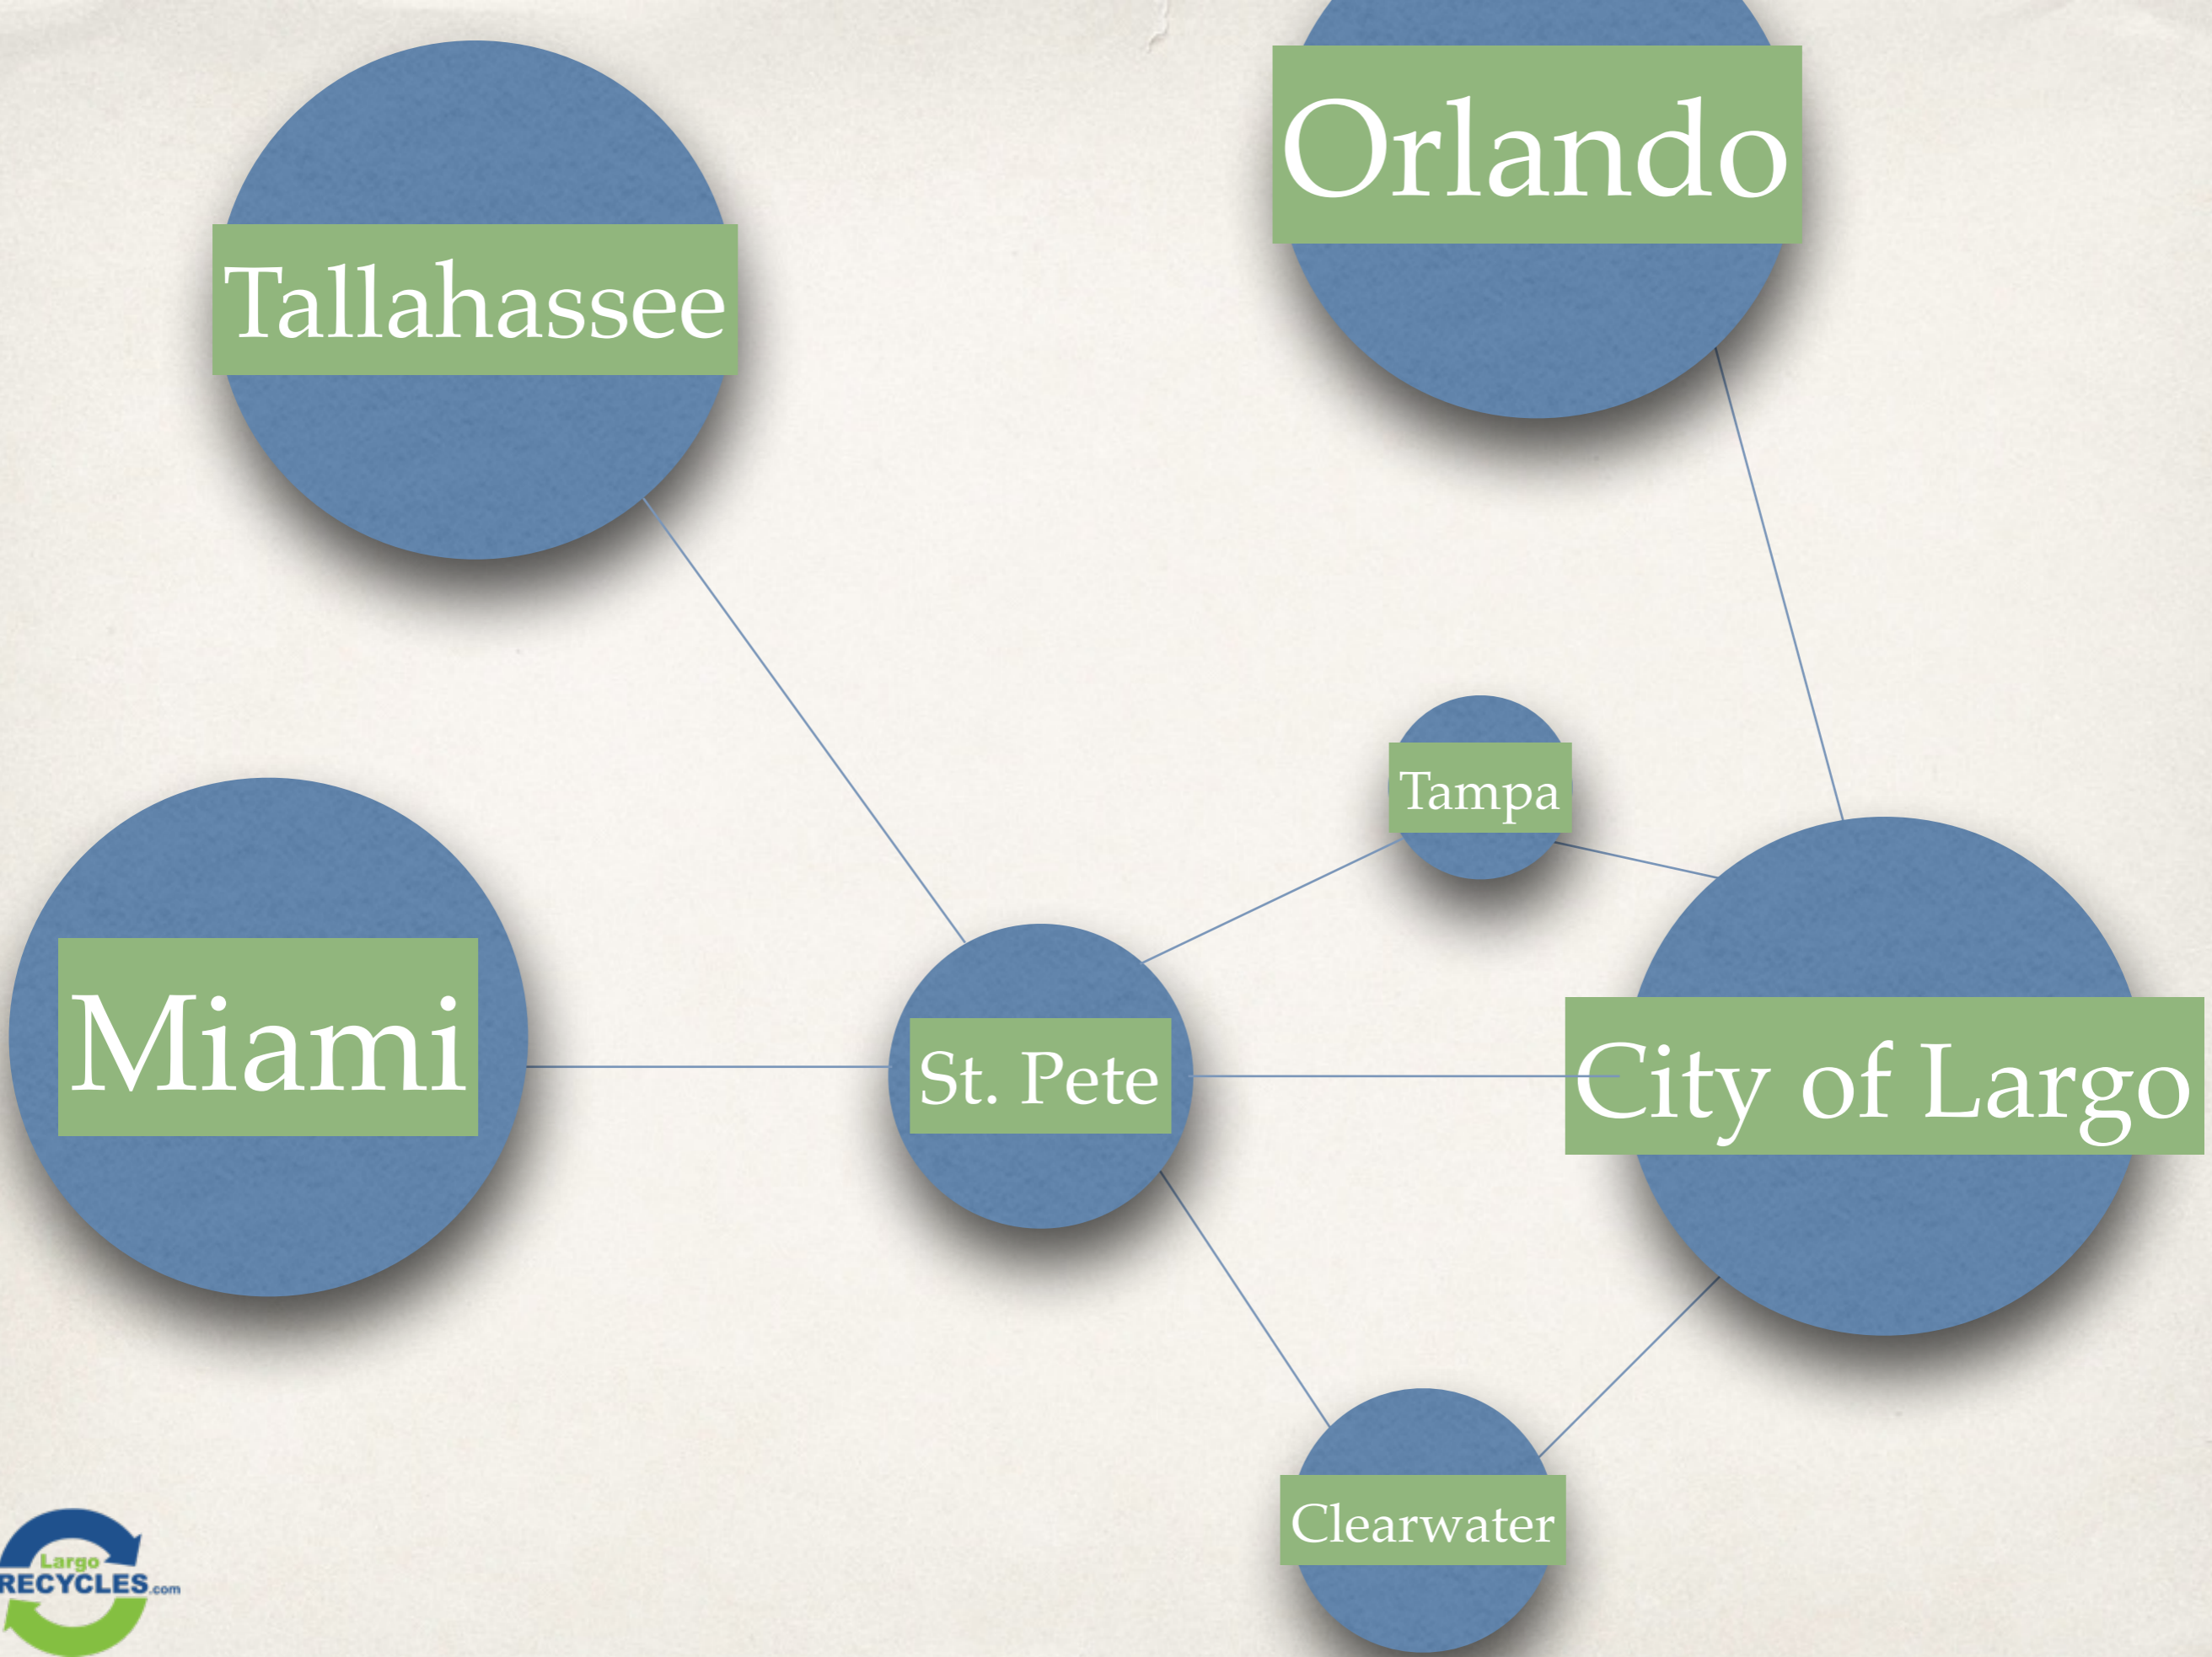 Orlando
Tallahassee
Tampa
Miami
St. Pete
City of Largo
Clearwater
Largo
RECYCLES.com